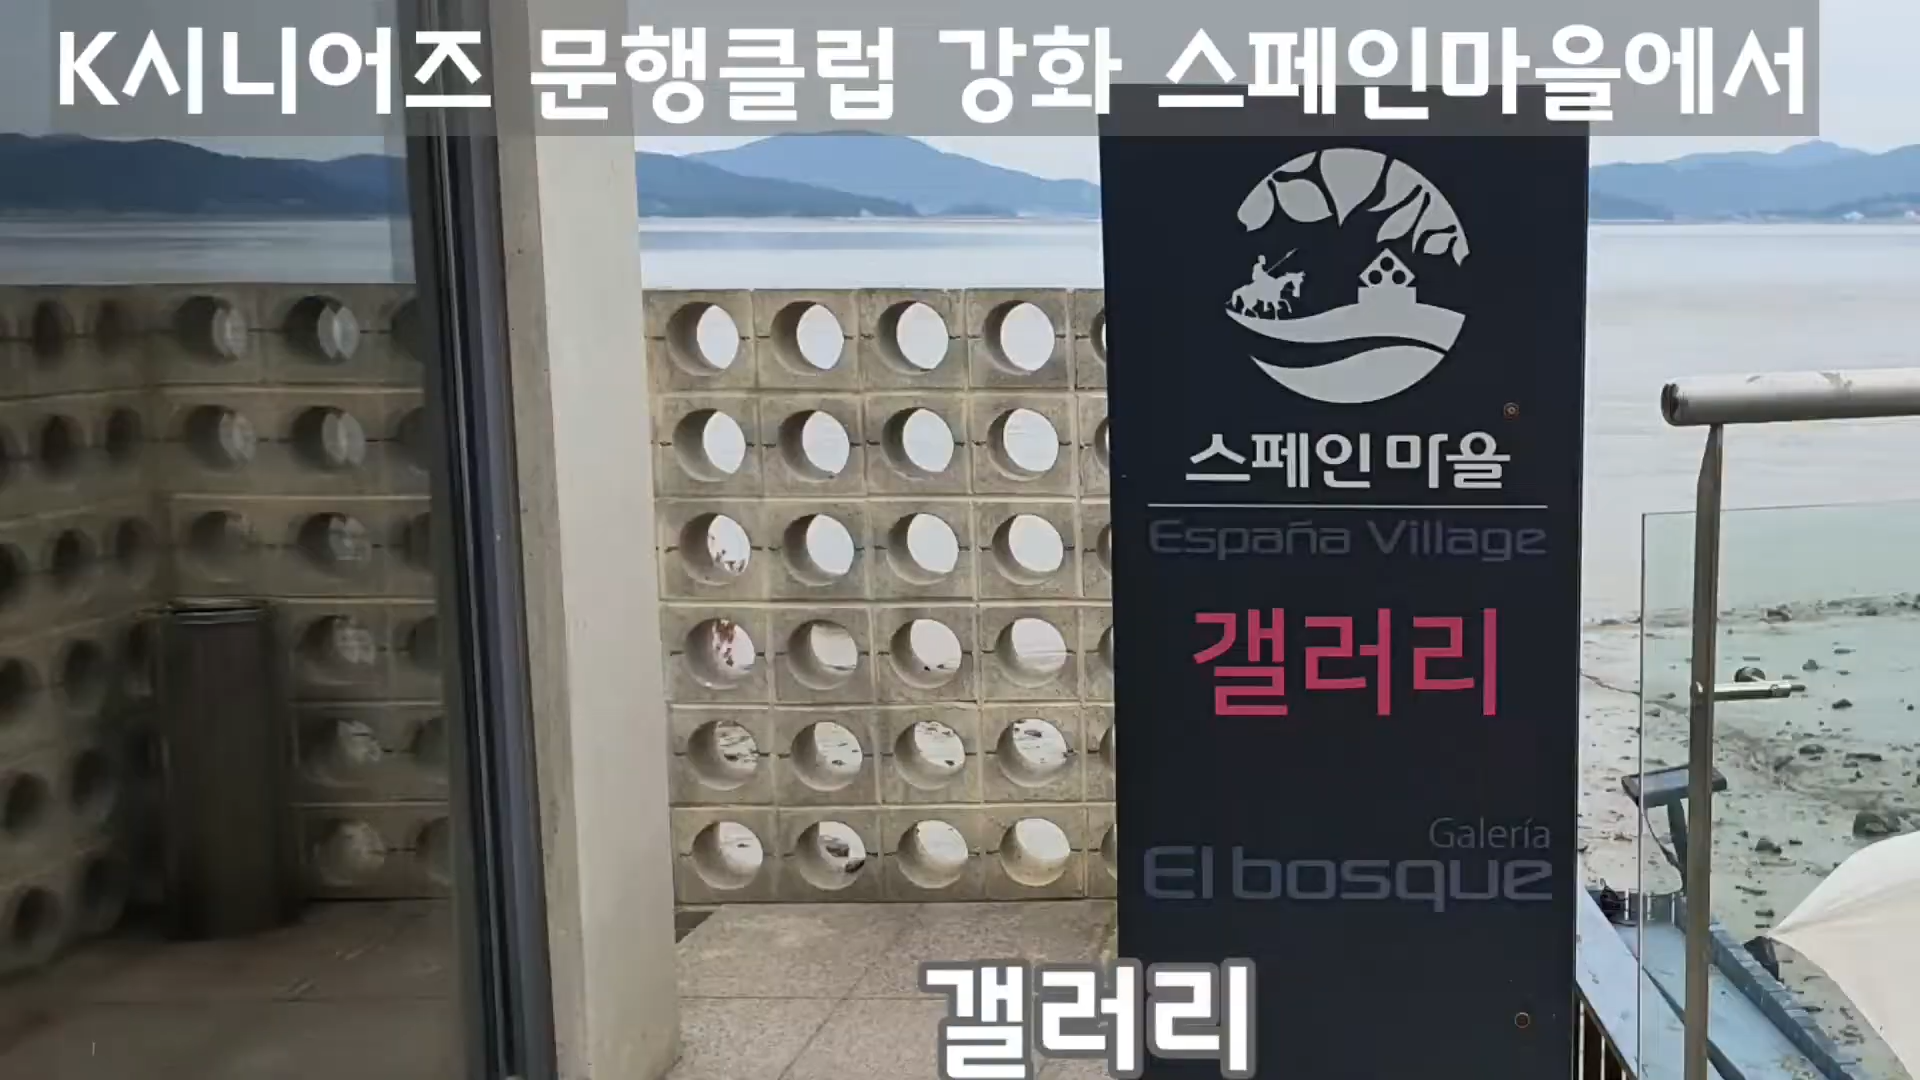 K시니어즈 문행클럽 강화 스페인마을에서
스페인마을
España Village
갤러리
Galería
El bosque
갤러리